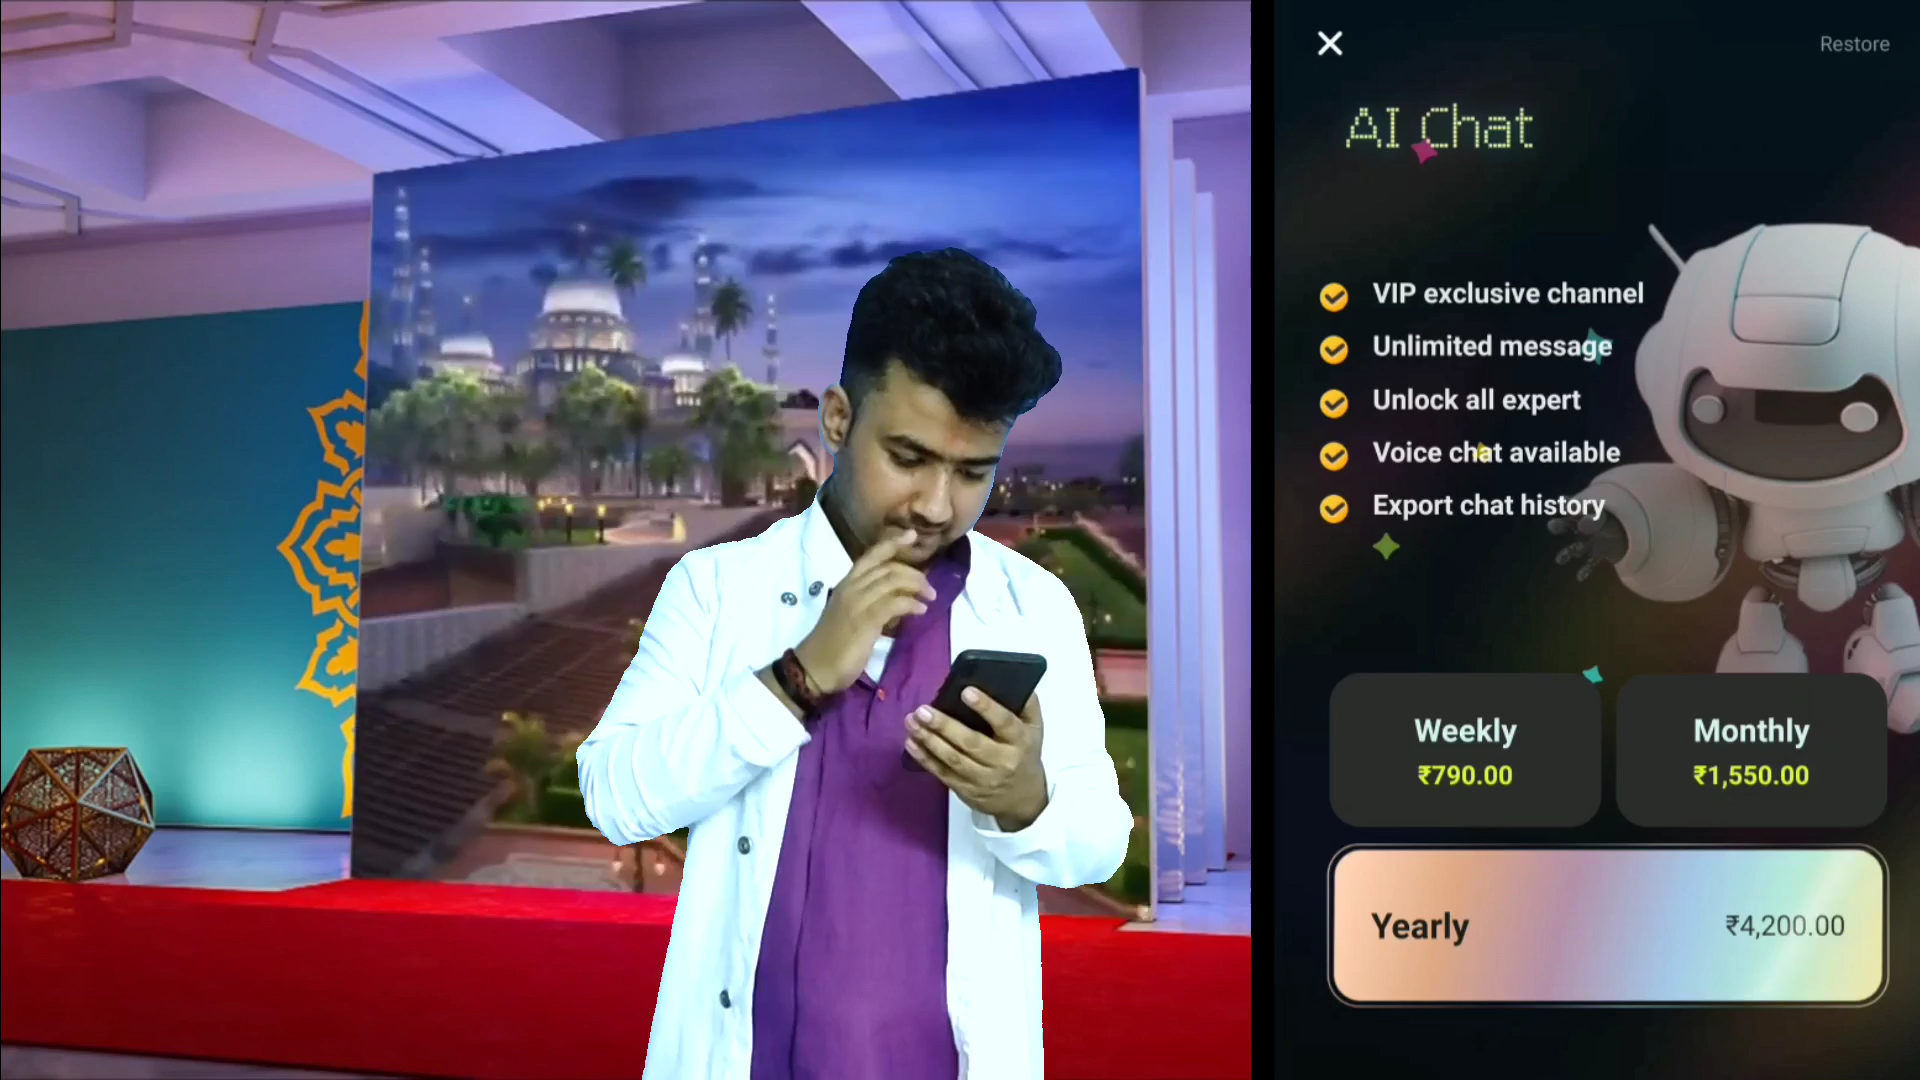 Restore
AI Chat
VIP exclusive channel
Unlimited message
Unlock all expert
Voice chat available
Export chat history
Weekly
₹790.00
Monthly
₹1,550.00
Yearly
₹4,200.00